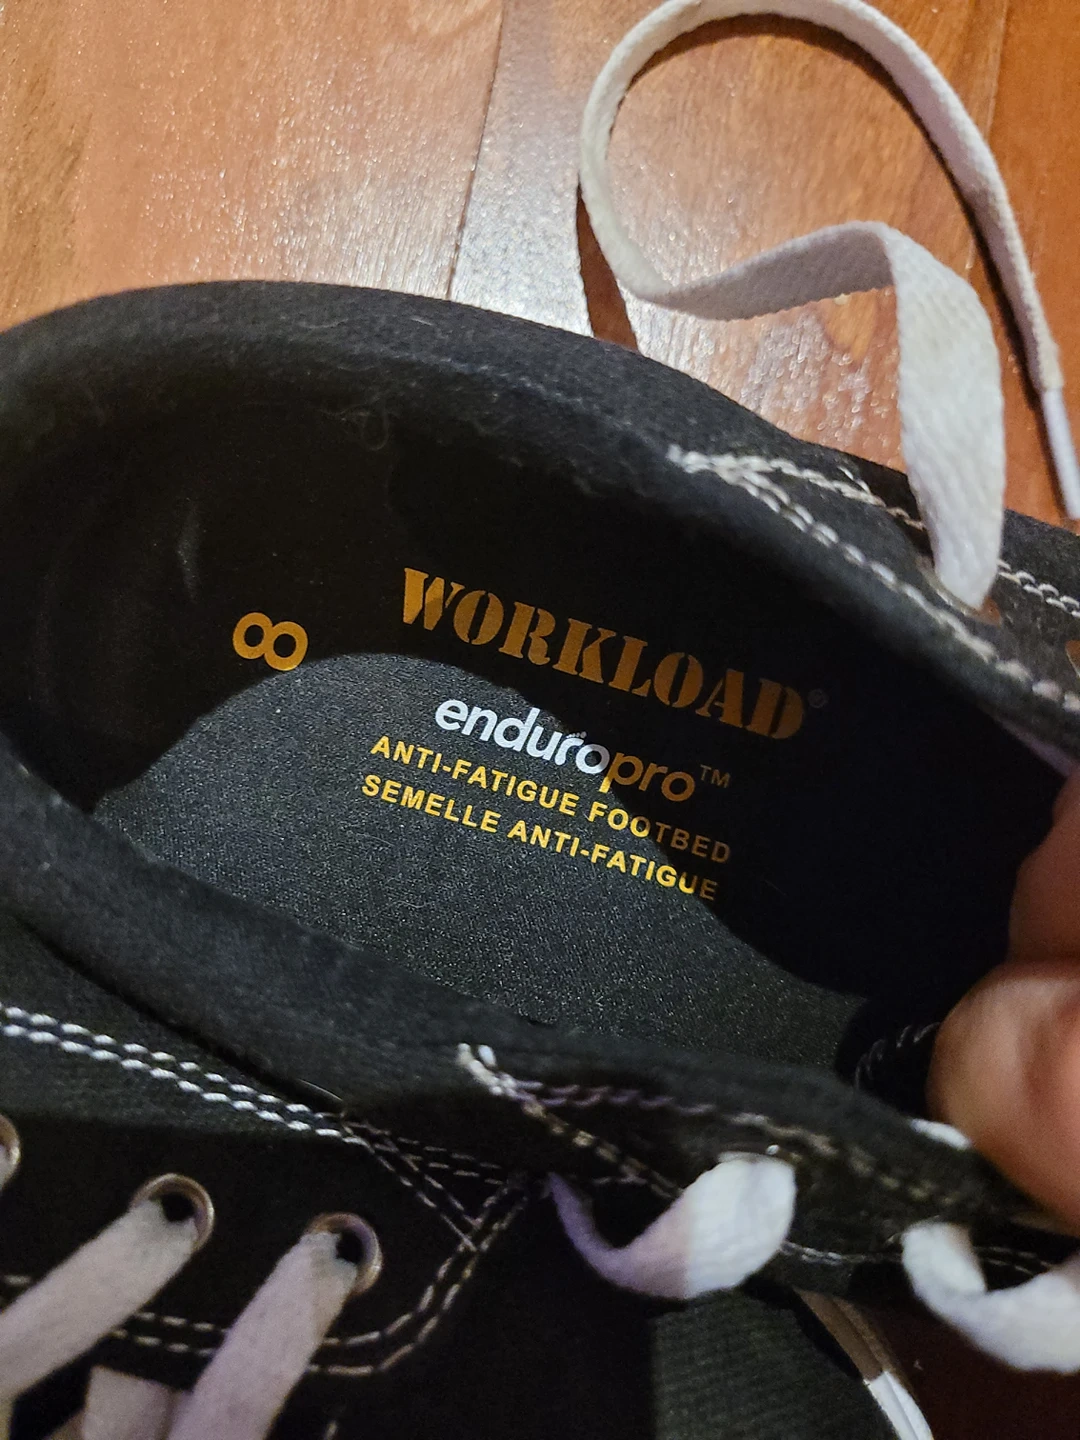 8
WORKLOAD®
enduropro™
ANTI-FATIGUE FOOTBED
SEMELLE ANTI-FATIGUE